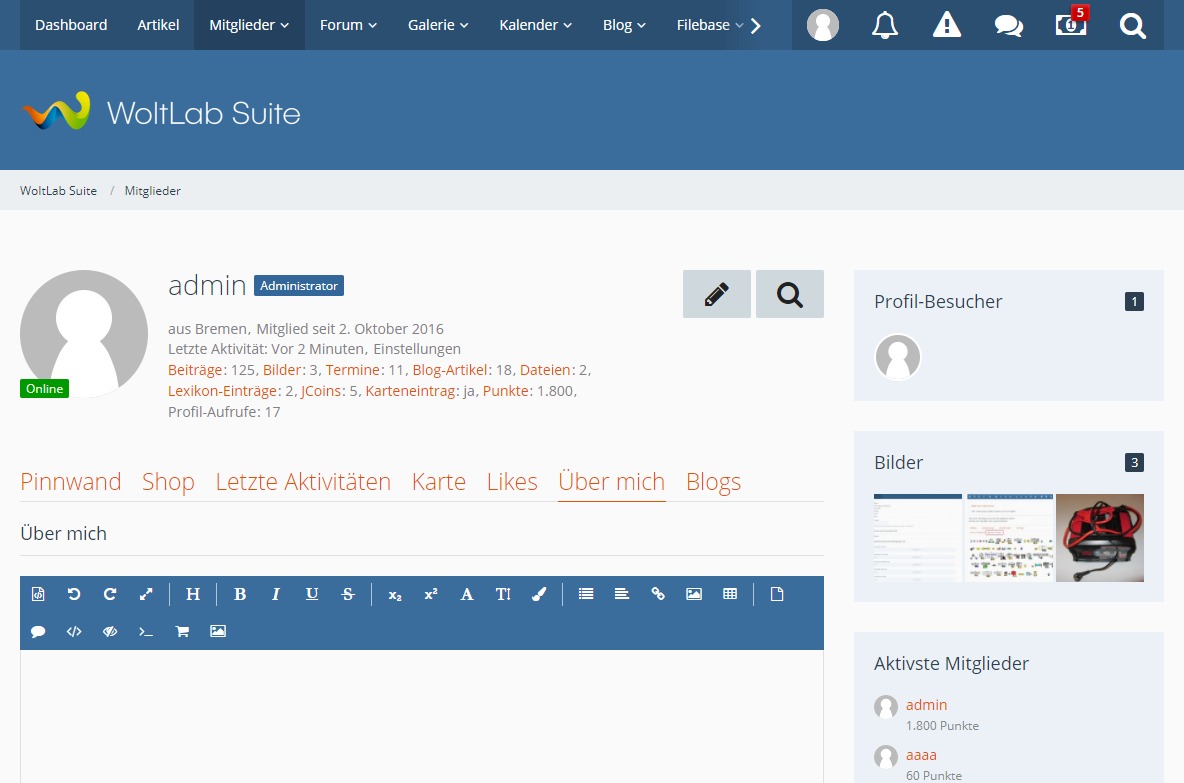 Dashboard Artikel Mitglieder Forum Galerie Kalender Blog Filebase 5
WoltLab Suite
WoltLab Suite / Mitglieder
admin Administrator
aus Bremen, Mitglied seit 2. Oktober 2016
Letzte Aktivität: Vor 2 Minuten, Einstellungen
Beiträge: 125, Bilder: 3, Termine: 11, Blog-Artikel: 18, Dateien: 2,
Lexikon-Einträge: 2, JCoins: 5, Karteneintrag: ja, Punkte: 1.800,
Profil-Aufrufe: 17
Online
Pinnwand Shop Letzte Aktivitäten Karte Likes Über mich Blogs
Über mich
H B I U S x₂ x² A T
Profil-Besucher 1
Bilder 3
Aktivste Mitglieder
admin
1.800 Punkte
aaaa
60 Punkte